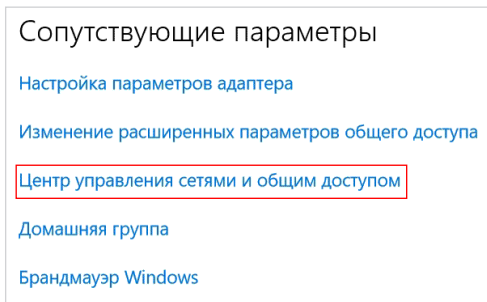 Сопутствующие параметры
Настройка параметров адаптера
Изменение расширенных параметров общего доступа
Центр управления сетями и общим доступом
Домашняя группа
Брандмауэр Windows